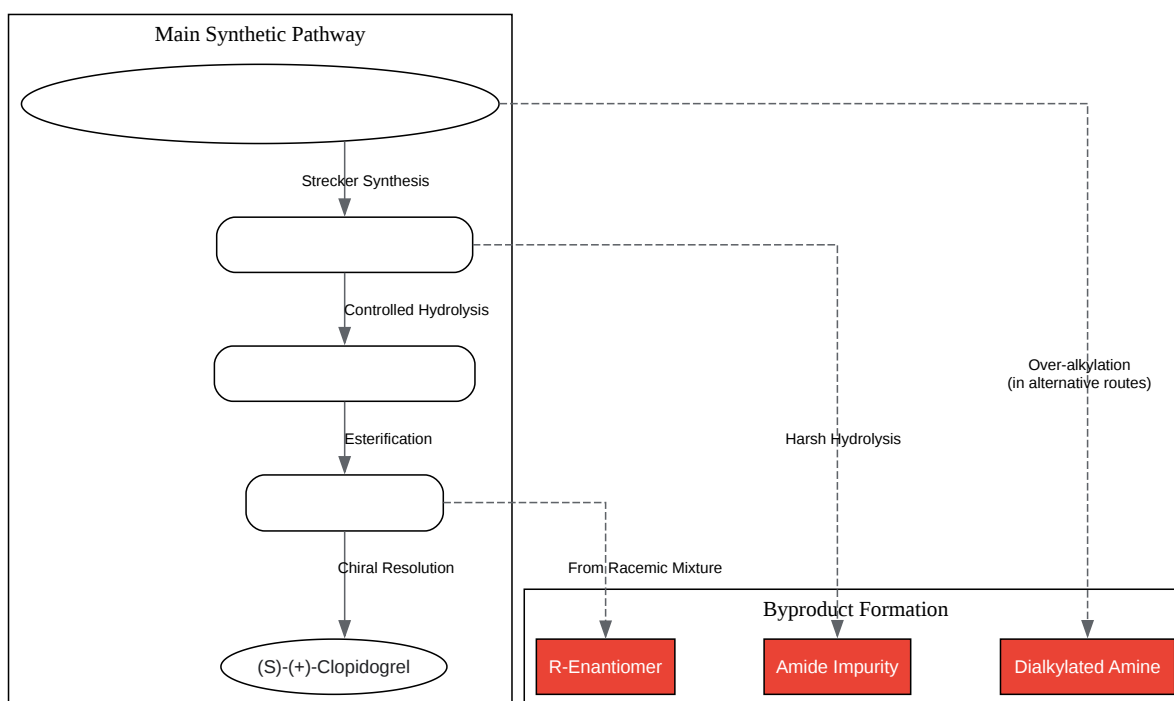 Main Synthetic Pathway
Strecker Synthesis
Controlled Hydrolysis
Over-alkylation
(in alternative routes)
Esterification
Harsh Hydrolysis
Chiral Resolution
From Racemic Mixture
Byproduct Formation
(S)-(+)-Clopidogrel
R-Enantiomer
Amide Impurity
Dialkylated Amine